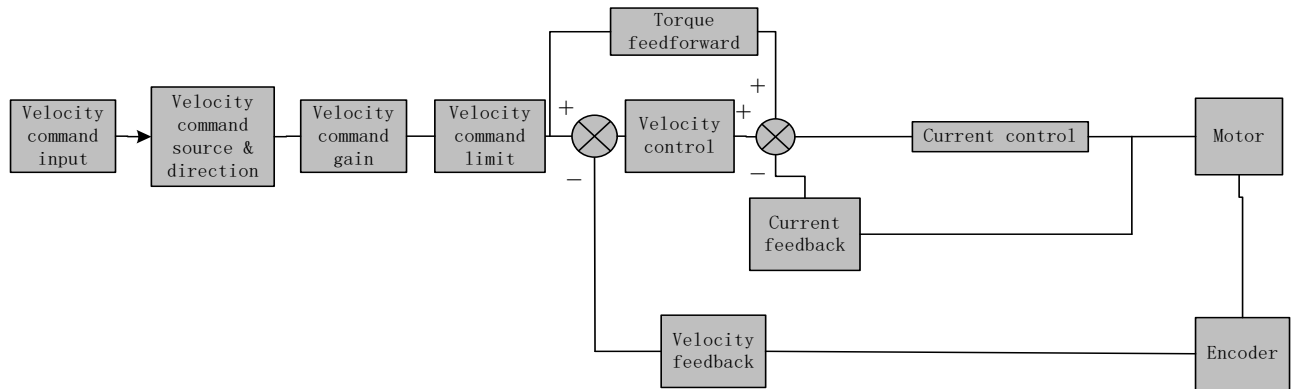 Torque
feedforward
Velocity
command
input
Velocity
command
source &
direction
Velocity
command
gain
Velocity
command
limit
+
−
Velocity
control
+
+
−
Current control
Motor
Current
feedback
Velocity
feedback
Encoder